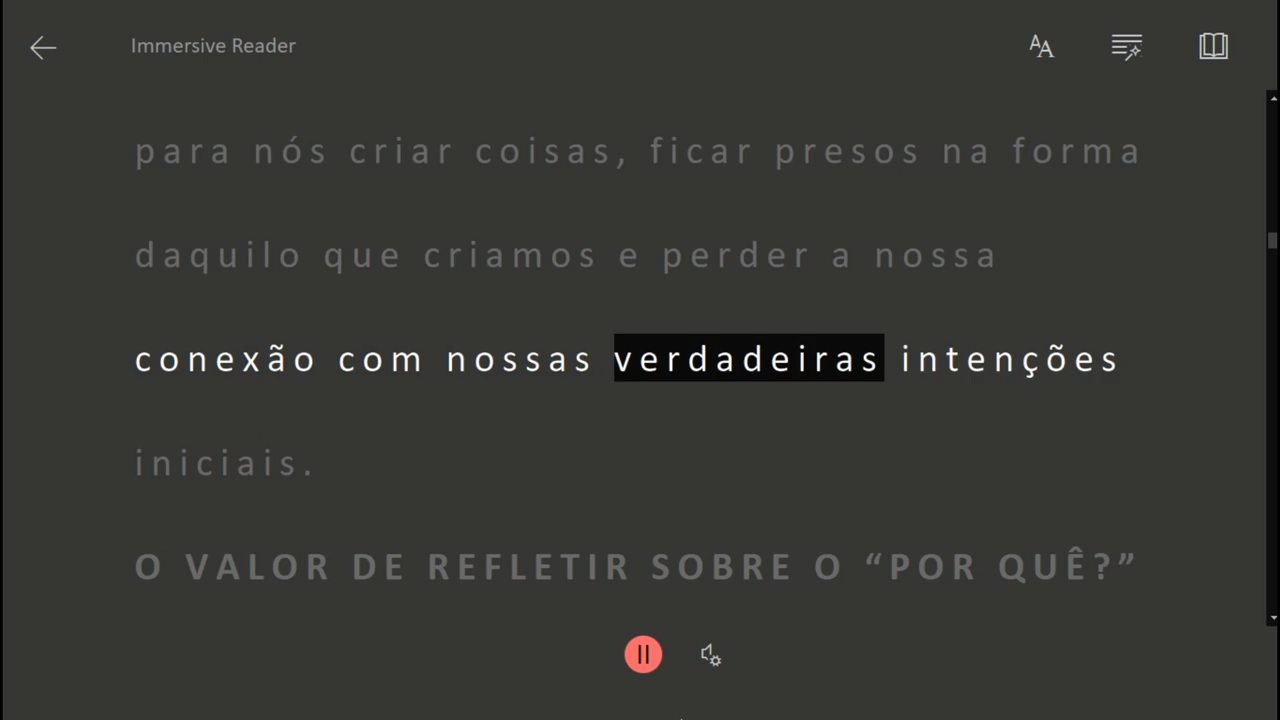 Immersive Reader
para nós criar coisas, ficar presos na forma
daquilo que criamos e perder a nossa
conexão com nossas verdadeiras intenções
iniciais.
O VALOR DE REFLETIR SOBRE O “POR QUÊ?”